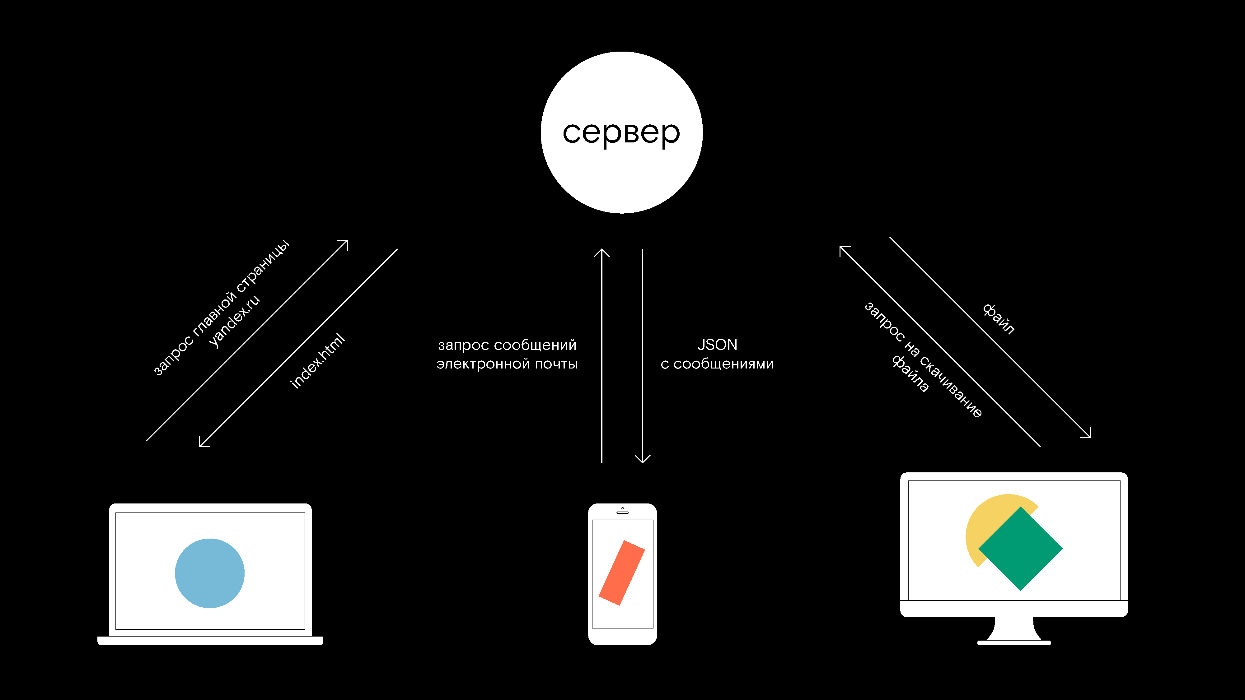 сервер
запрос главной страницы
yandex.ru
index.html
запрос сообщений
электронной почты
JSON
с сообщениями
запрос на скачивание
файла
файл